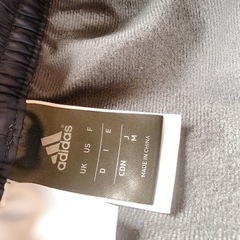 adidas
UK US F
D I E
CDN J
M
MADE IN CHINA